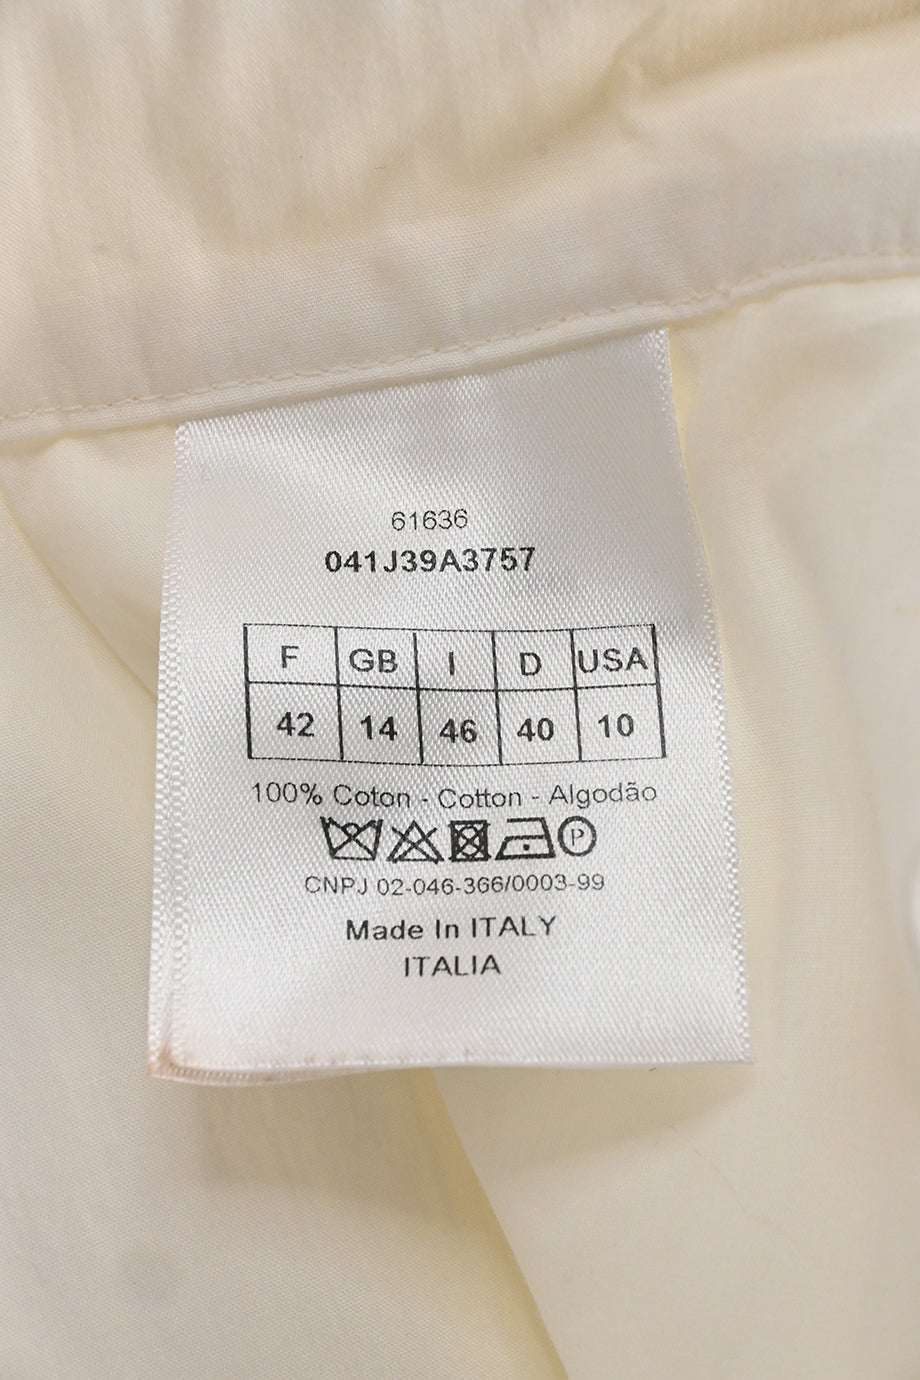 61636
041J39A3757
F GB I D USA
42 14 46 40 10
100% Coton - Cotton - Algodão
P
CNPJ 02-046-366/0003-99
Made In ITALY
ITALIA